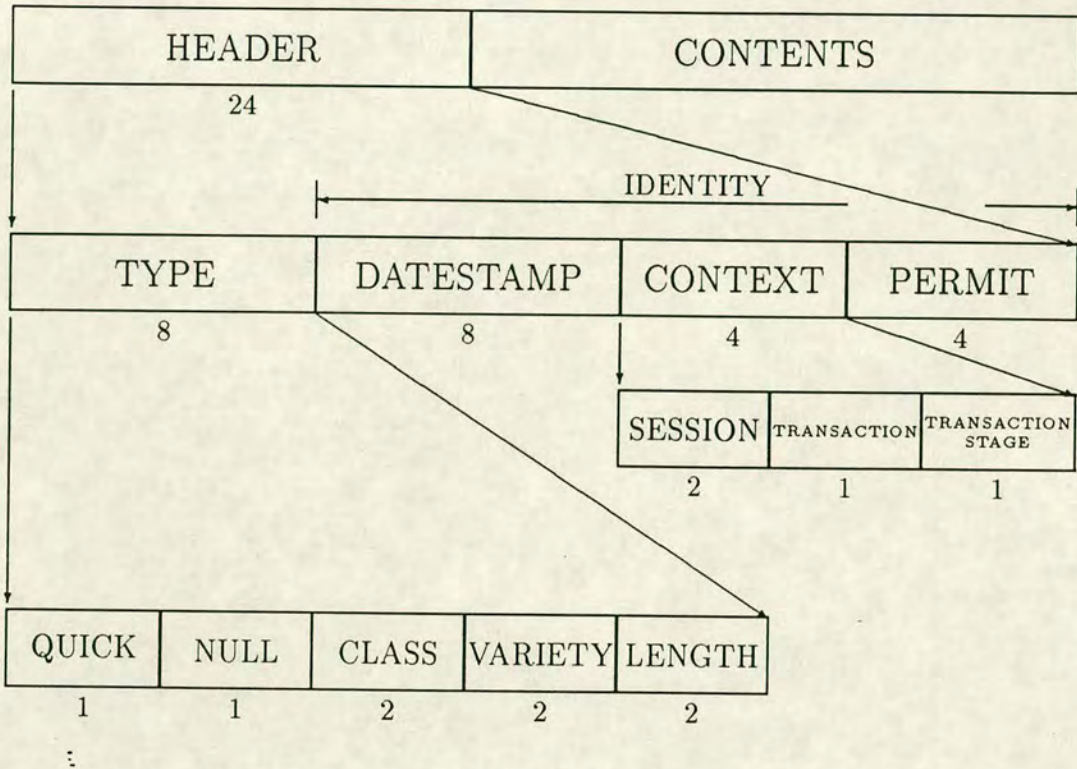 HEADER CONTENTS
24
IDENTITY
TYPE DATESTAMP CONTEXT PERMIT
8 8 4 4
SESSION TRANSACTION TRANSACTION STAGE
2 1 1
QUICK NULL CLASS VARIETY LENGTH
1 1 2 2 2